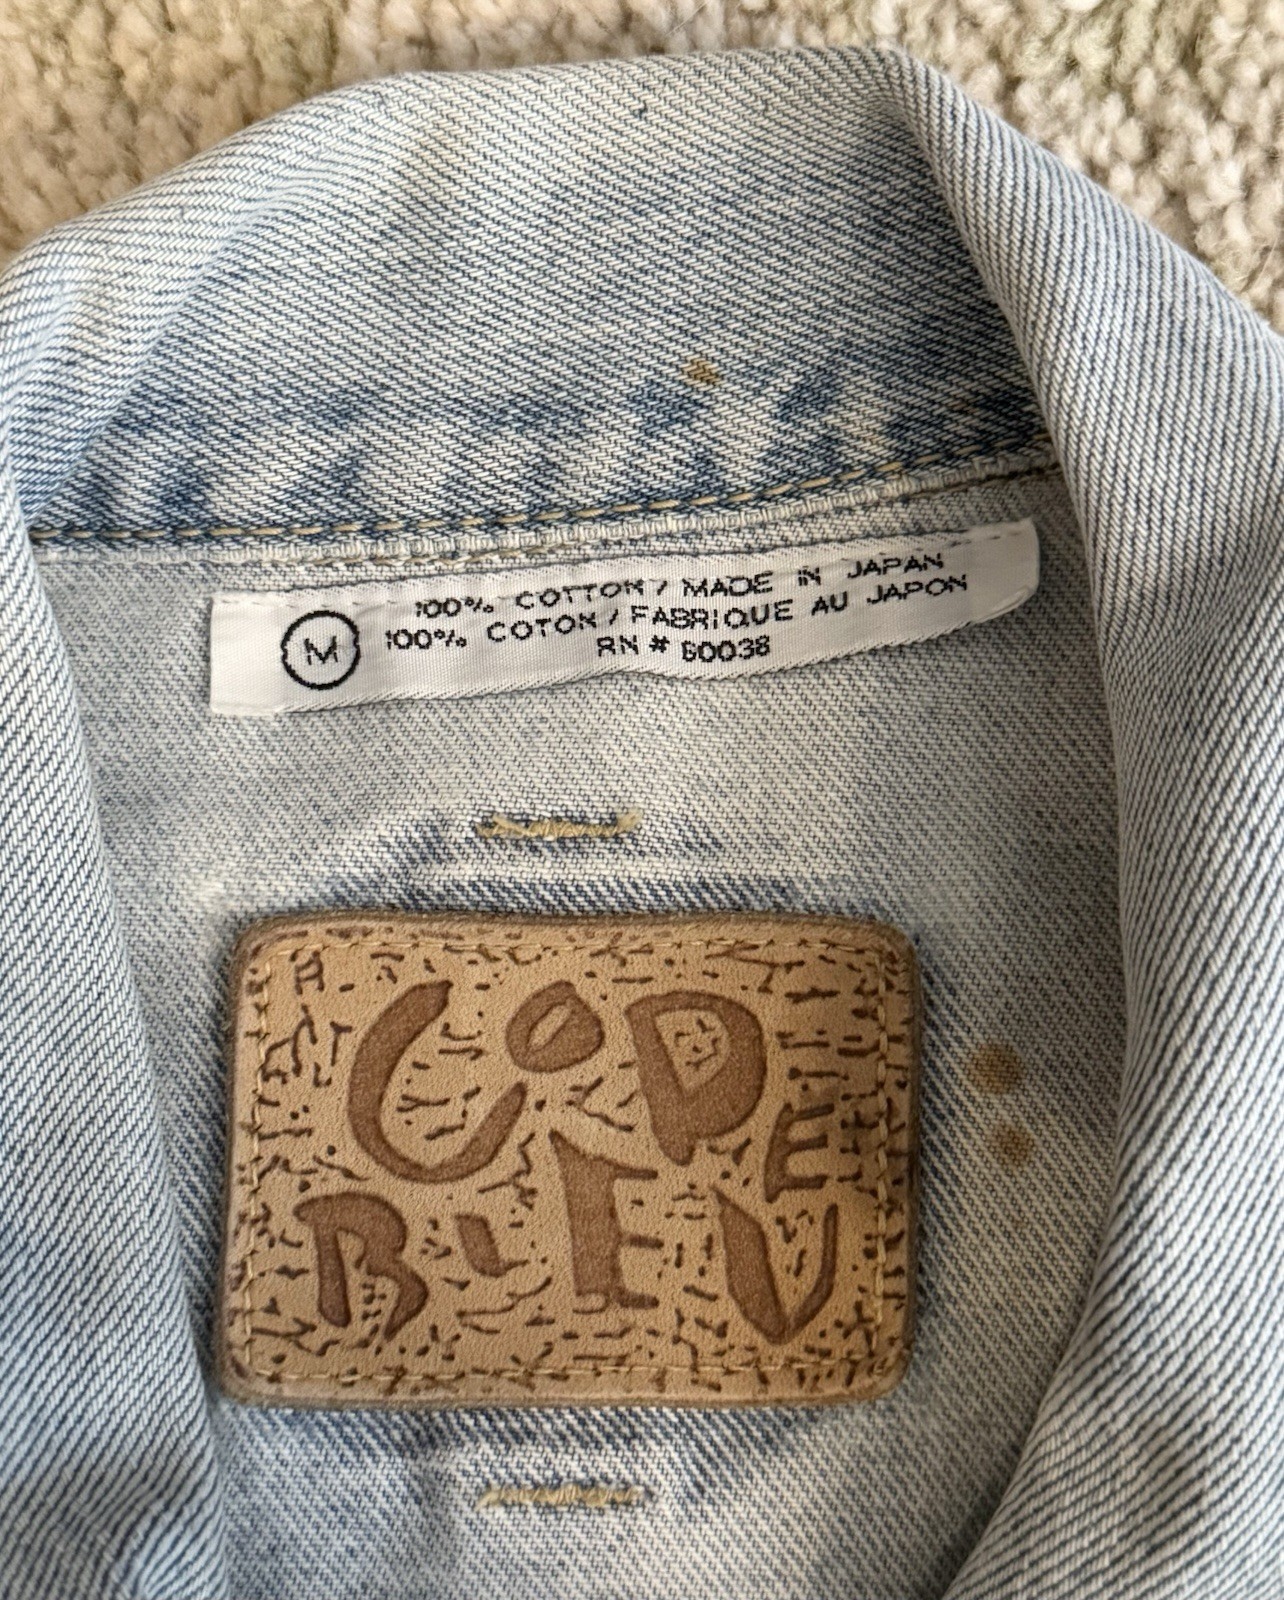 M
100% COTTON / MADE IN JAPAN
100% COTON / FABRIQUE AU JAPON
RN # 60038
CODE
BLEU